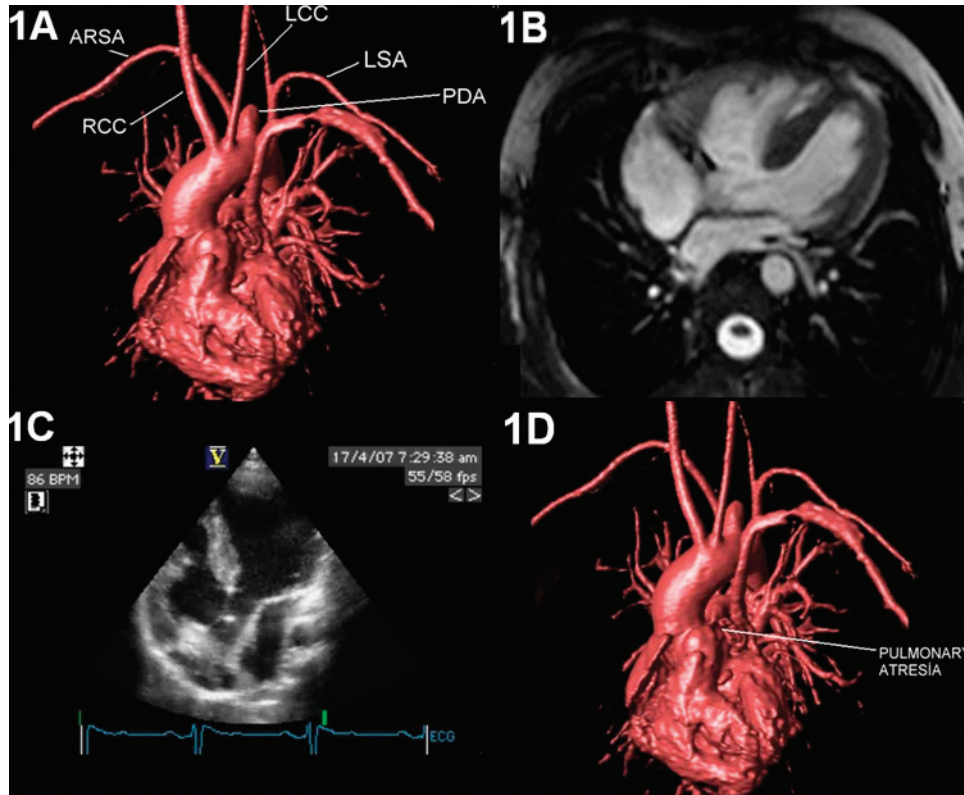 1A
ARSA
LCC
LSA
PDA
RCC
1B
1C
86 BPM
V
17/4/07 7:29:38 am
55/58 fps
ECG
1D
PULMONARY
ATRESİA